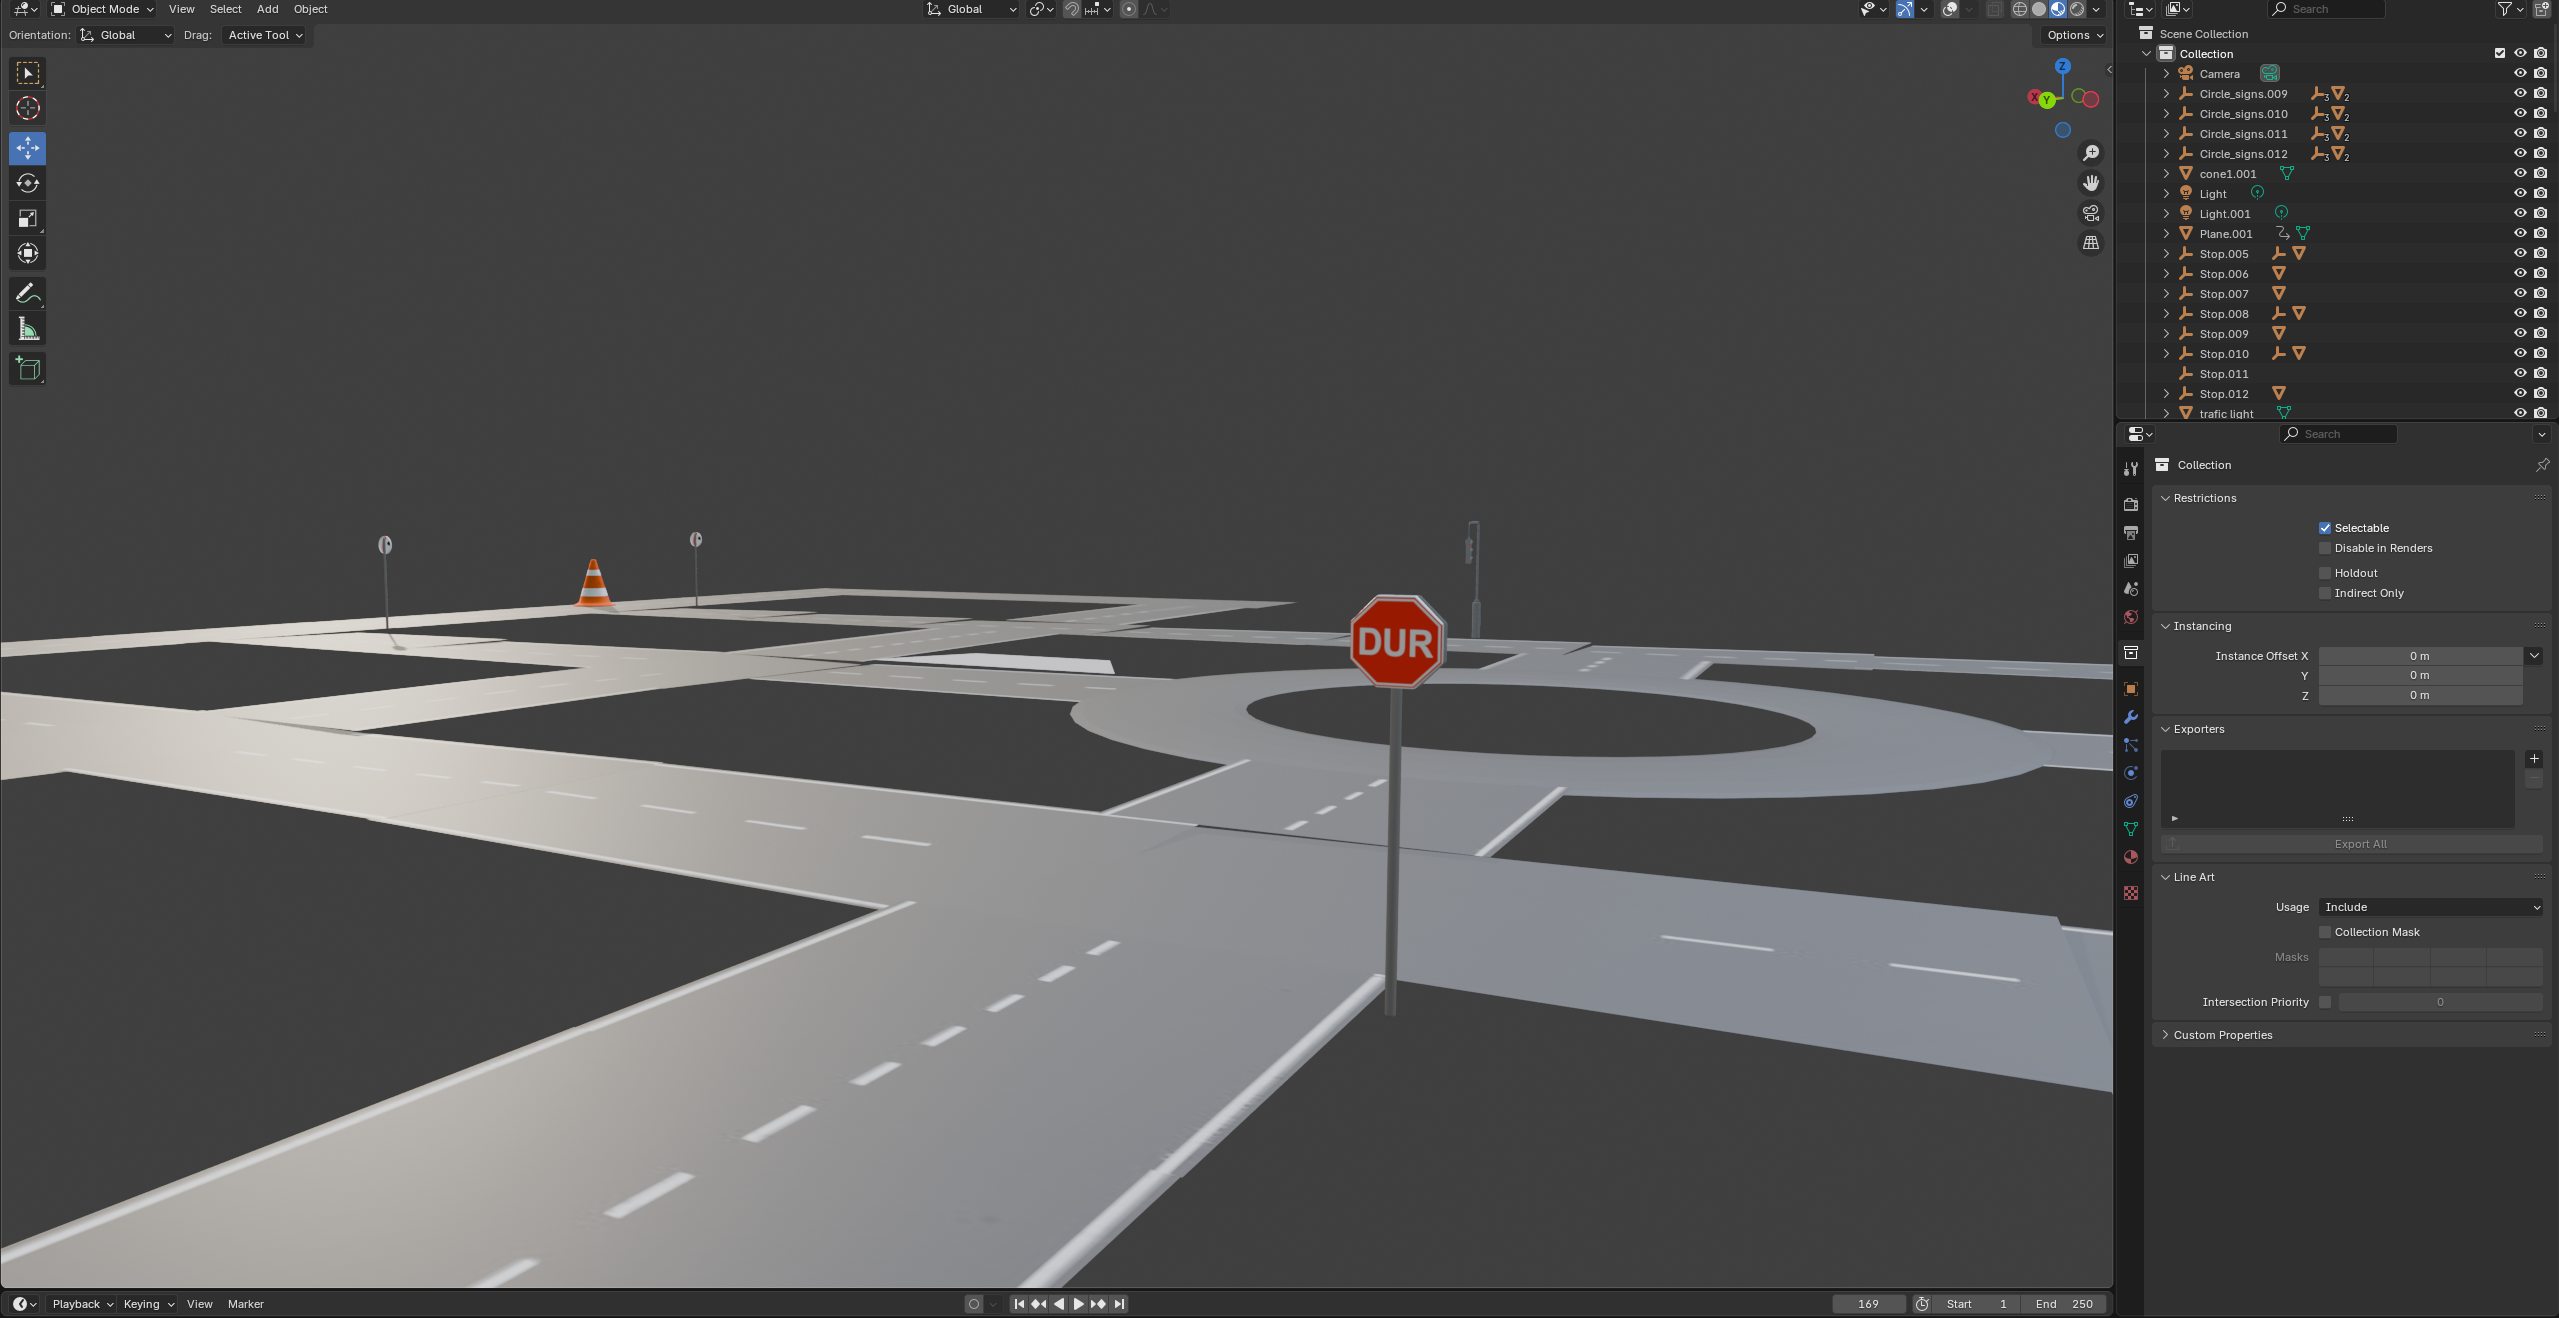 Object Mode View Select Add Object Global
Orientation: Global Drag: Active Tool Options
Z
X Y
DUR
Playback Keying View Marker 169 Start 1 End 250
Search
Scene Collection
Collection
Camera
Circle_signs.009 3 2
Circle_signs.010 3 2
Circle_signs.011 3 2
Circle_signs.012 3 2
cone1.001
Light
Light.001
Plane.001
Stop.005
Stop.006
Stop.007
Stop.008
Stop.009
Stop.010
Stop.011
Stop.012
trafic light
Search
Collection
Restrictions
Selectable
Disable in Renders
Holdout
Indirect Only
Instancing
Instance Offset X 0 m
Y 0 m
Z 0 m
Exporters
Export All
Line Art
Usage Include
Collection Mask
Masks
Intersection Priority 0
Custom Properties